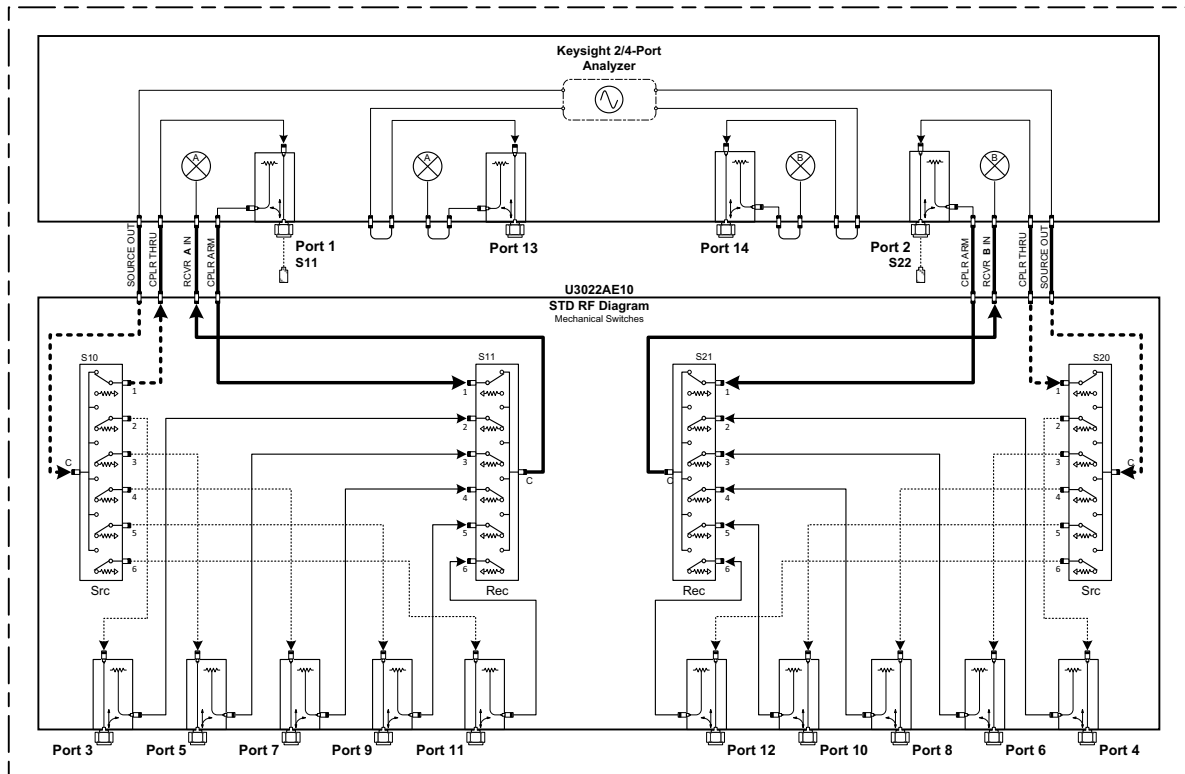 Keysight 2/4-Port
Analyzer
A
A
B
B
Port 1
S11
Port 13
Port 14
Port 2
S22
SOURCE OUT
CPLR THRU
RCVR A IN
CPLR ARM
CPLR ARM
RCVR B IN
CPLR THRU
SOURCE OUT
U3022AE10
STD RF Diagram
Mechanical Switches
S10
S11
S21
S20
1
2
3
4
5
6
C
Src
1
2
3
4
5
6
C
Rec
1
2
3
4
5
6
C
Rec
1
2
3
4
5
6
C
Src
Port 3
Port 5
Port 7
Port 9
Port 11
Port 12
Port 10
Port 8
Port 6
Port 4